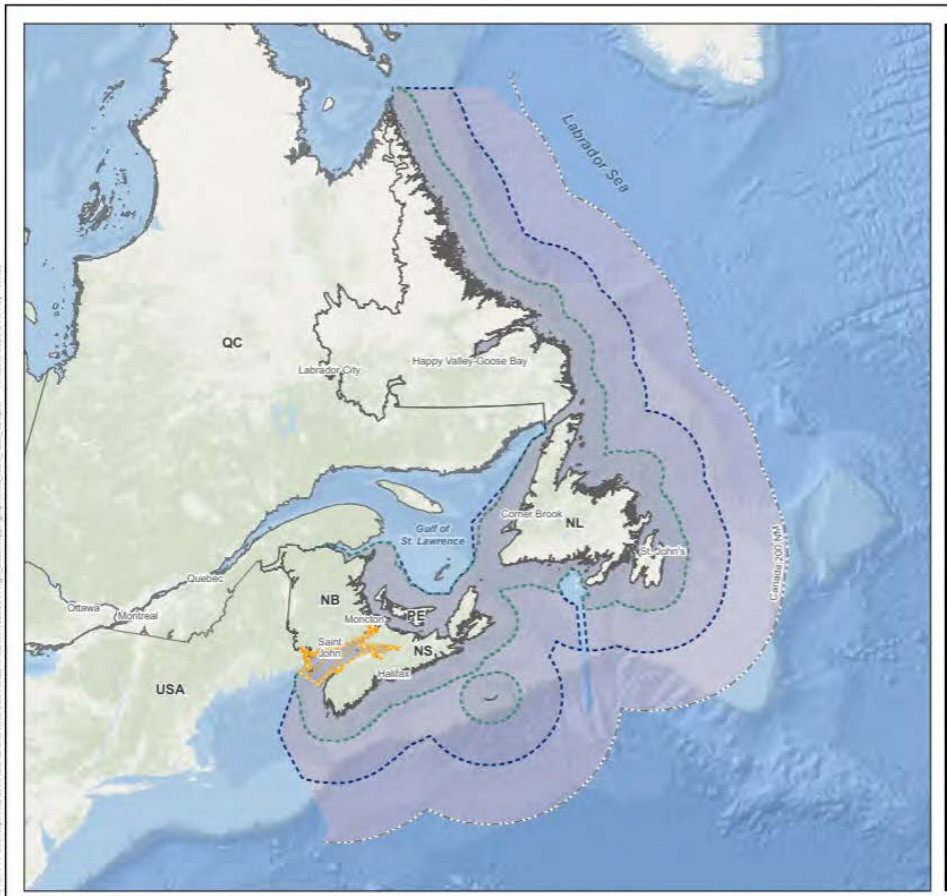 Labrador Sea
QC
Happy Valley-Goose Bay
Labrador City
Corner Brook
NL
St. John's
Gulf of
St. Lawrence
Canada 200 NM
Quebec
Ottawa
Montreal
NB
PE
Moncton
Saint
John
NS
Halifax
USA